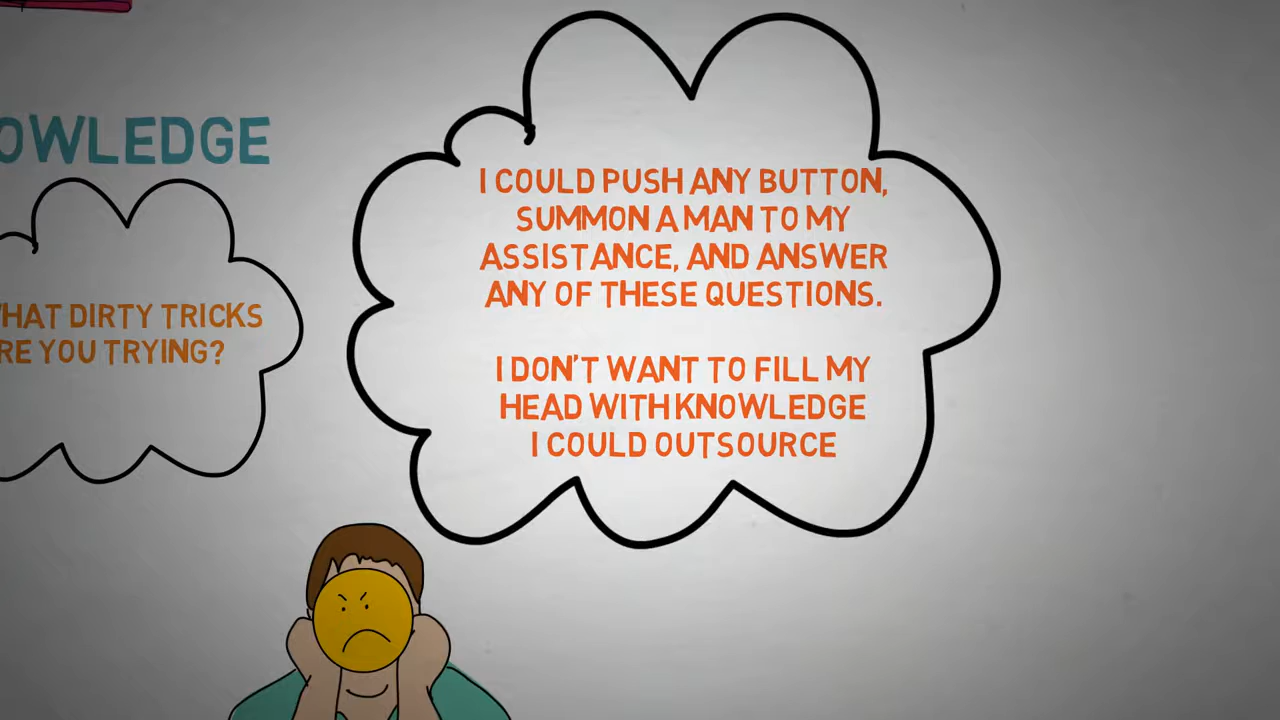 OWLEDGE
HAT DIRTY TRICKS
RE YOU TRYING?
I COULD PUSH ANY BUTTON,
SUMMON A MAN TO MY
ASSISTANCE, AND ANSWER
ANY OF THESE QUESTIONS.
I DON'T WANT TO FILL MY
HEAD WITH KNOWLEDGE
I COULD OUTSOURCE